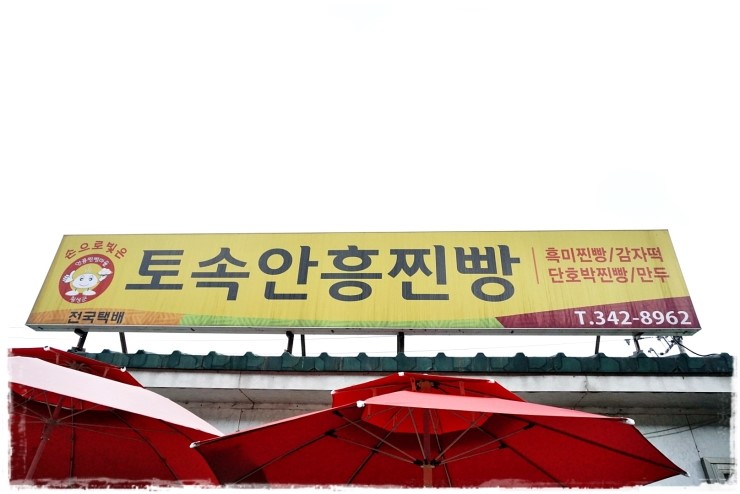 손으로빚은
토속안흥찐빵
흑미찐빵/감자떡
단호박찐빵/만두
전국택배
T.342-8962